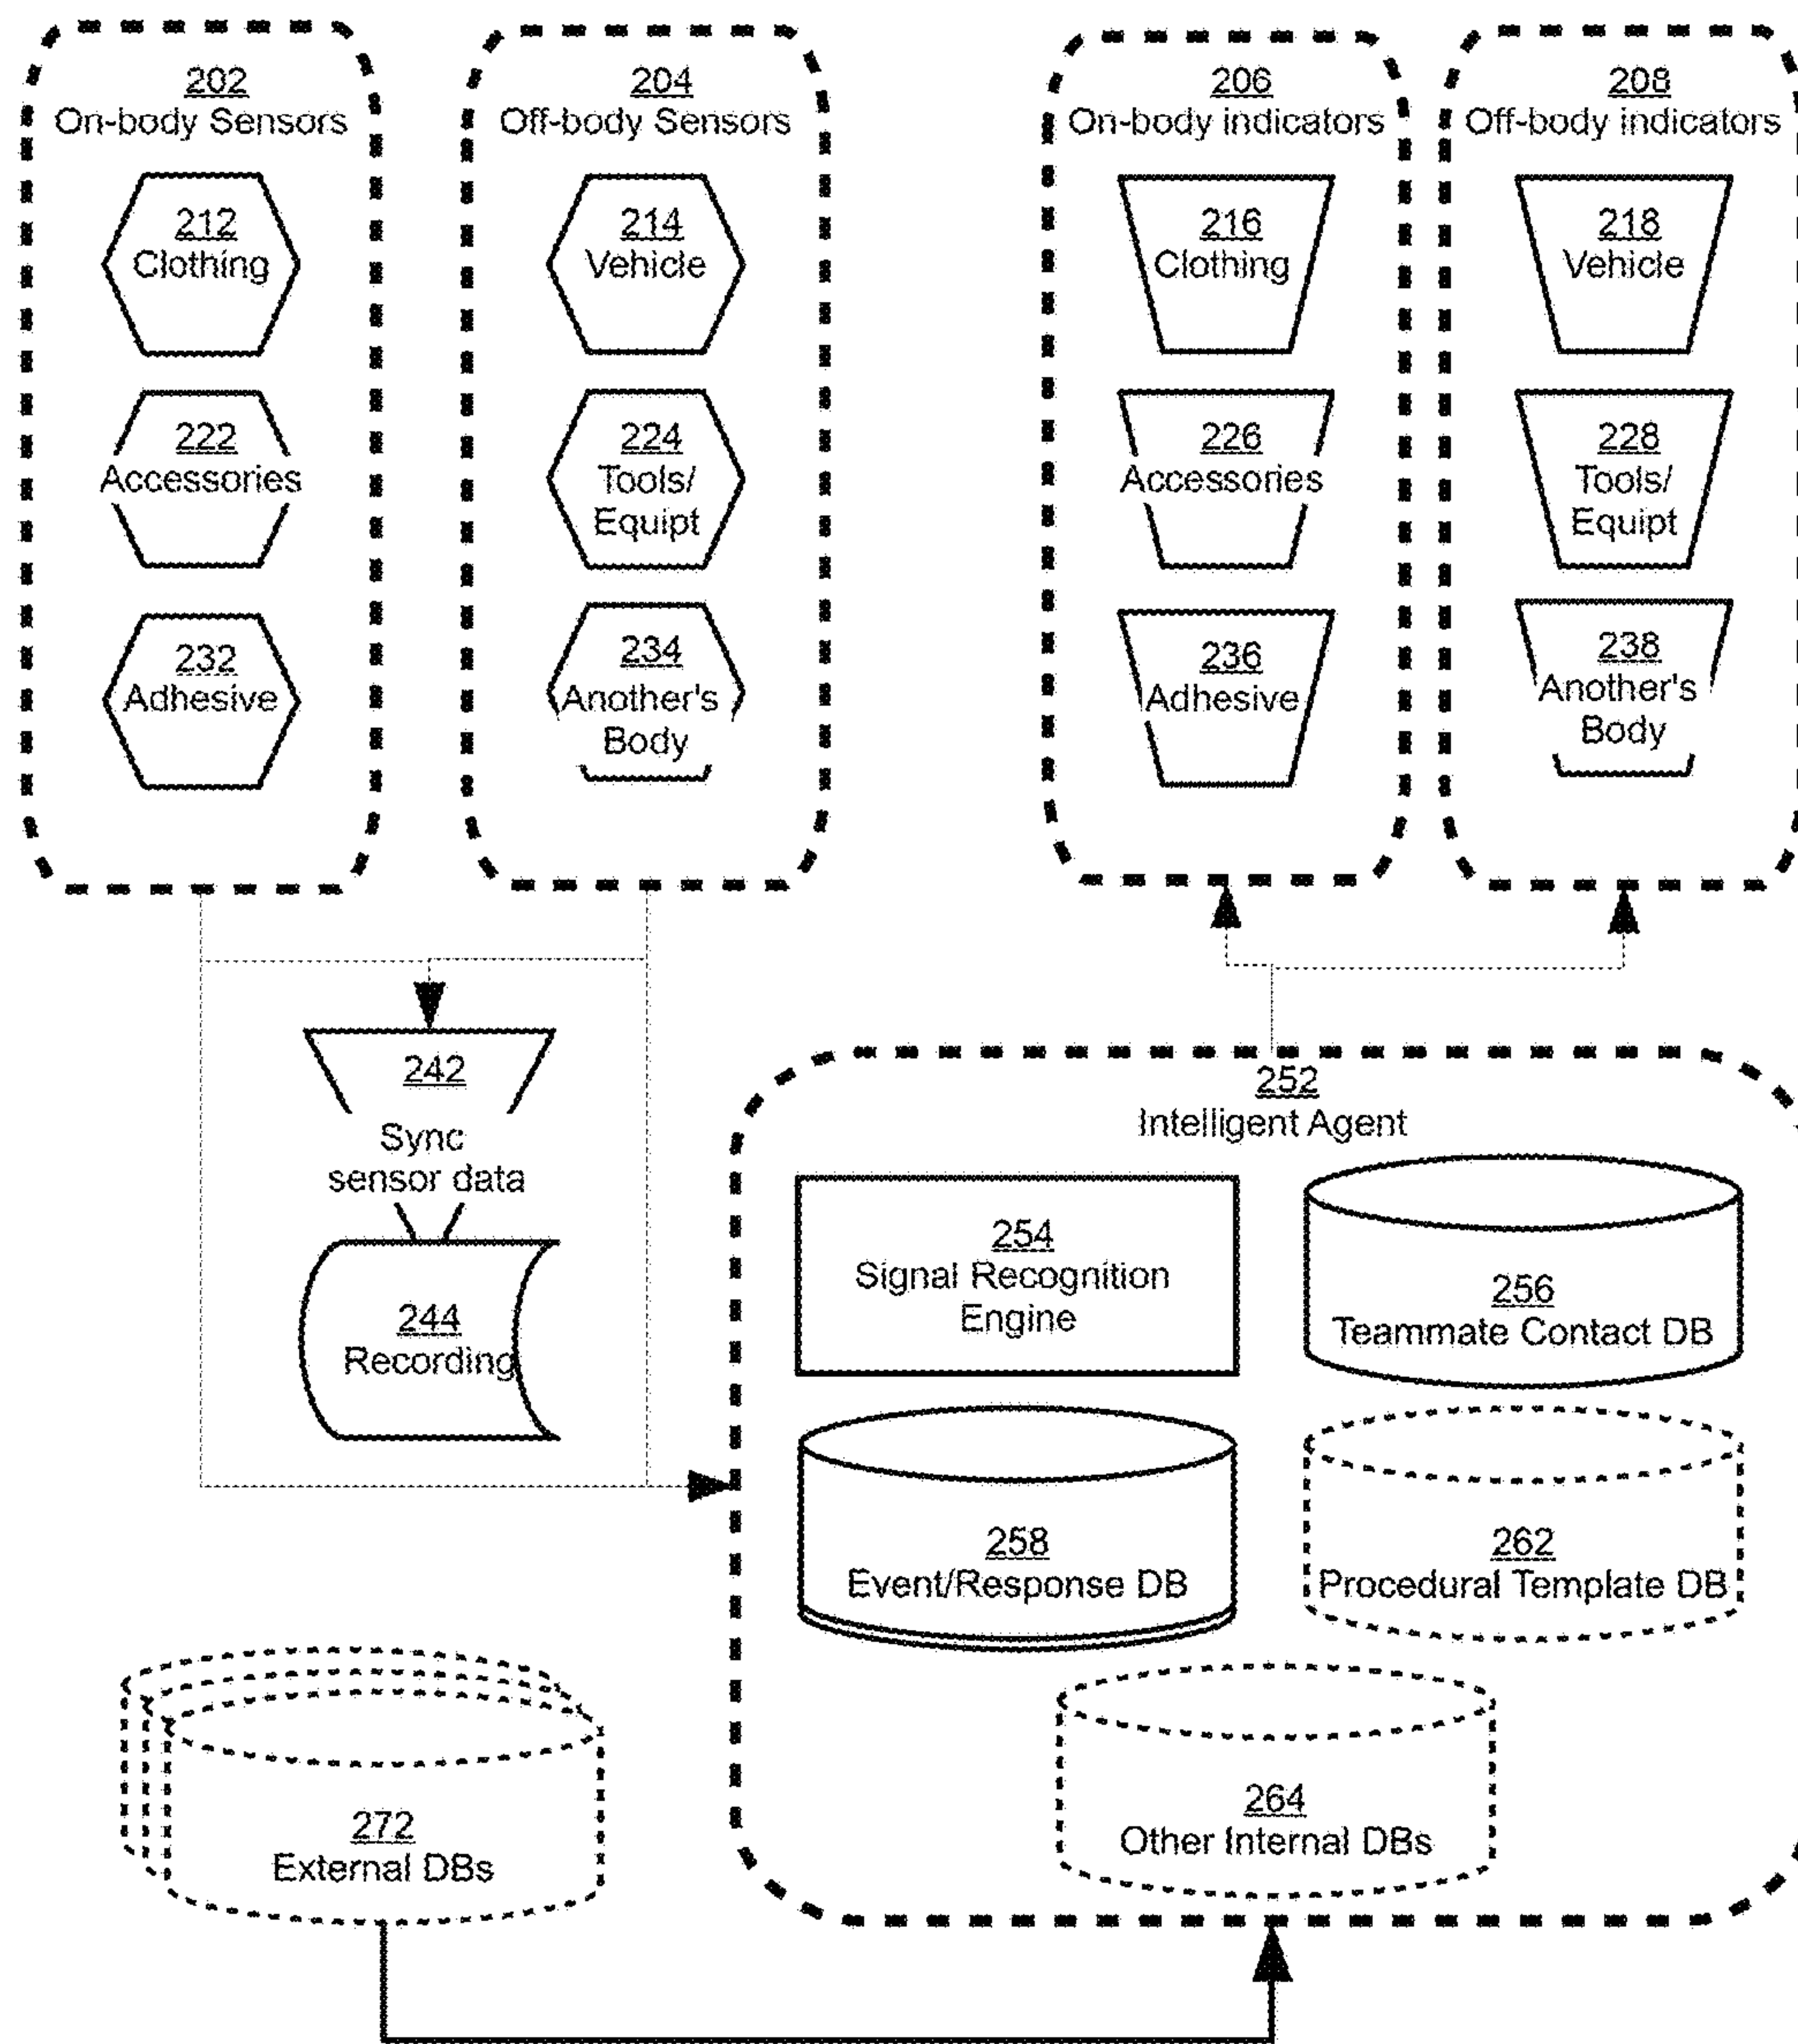 202
On-body Sensors
212
Clothing
222
Accessories
232
Adhesive
204
Off-body Sensors
214
Vehicle
224
Tools/
Equipt
234
Another's
Body
206
On-body indicators
216
Clothing
226
Accessories
236
Adhesive
208
Off-body indicators
218
Vehicle
228
Tools/
Equipt
238
Another's
Body
242
Sync
sensor data
244
Recording
252
Intelligent Agent
254
Signal Recognition
Engine
256
Teammate Contact DB
258
Event/Response DB
262
Procedural Template DB
264
Other Internal DBs
272
External DBs